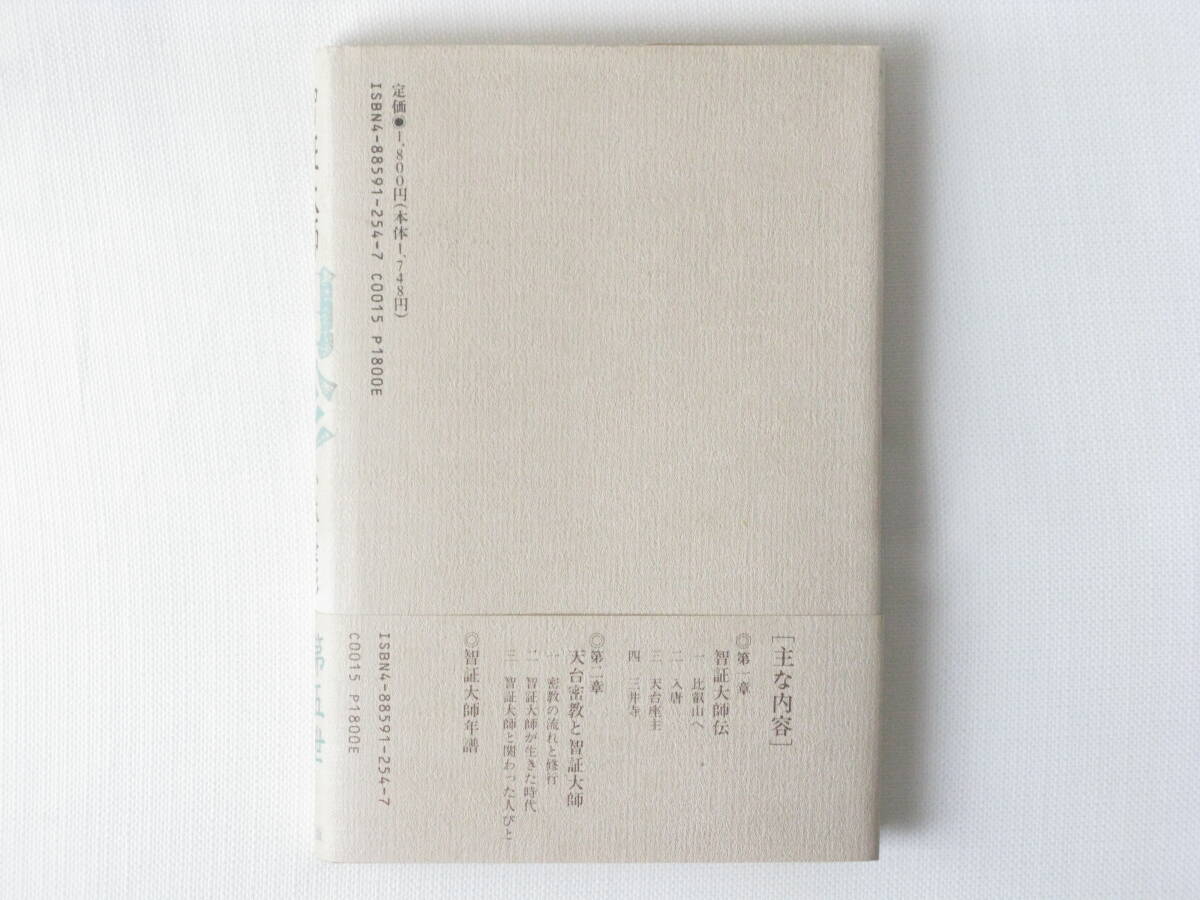 定価●1,800円(本体1,748円)
ISBN4-88591-254-7 C0015 P1800E
[主な内容]
◎第一章
智証大師伝
一 比叡山へ
二 入唐
三 天台座主
四 三井寺
◎第二章
天台密教と智証大師
一 密教の流れと修行
二 智証大師が生きた時代
三 智証大師と関わった人びと
◎智証大師年譜
ISBN4-88591-254-7
C0015 P1800E